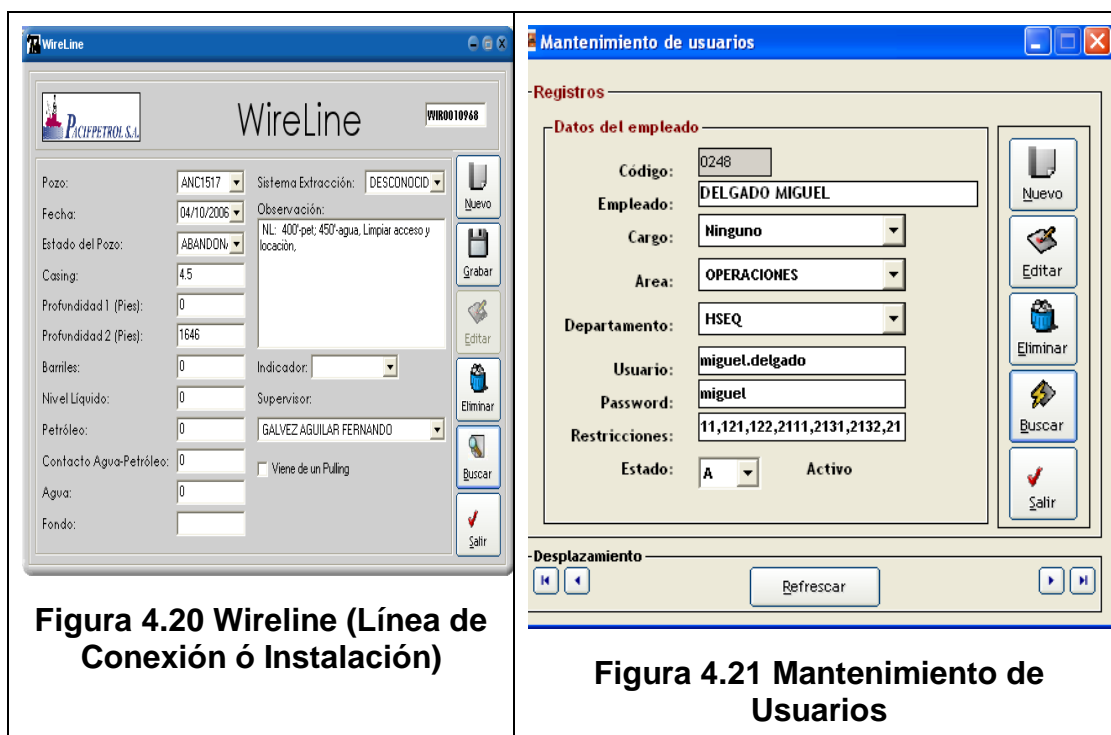 WireLine
PACIFPETROL S.A.
WireLine
WIR0010968
Pozo:
ANC1517
Fecha:
04/10/2006
Estado del Pozo:
ABANDON
Casing:
4.5
Profundidad 1 (Pies):
0
Profundidad 2 (Pies):
1646
Barriles:
0
Nivel Líquido:
0
Petróleo:
0
Contacto Agua-Petróleo:
0
Agua:
0
Fondo:
Sistema Extracción:
DESCONOCID
Observación:
NL: 400'-pet; 450'-agua, Limpiar acceso y
locaciòn,
Indicador:
Supervisor:
GALVEZ AGUILAR FERNANDO
Viene de un Pulling
Nuevo
Grabar
Editar
Eliminar
Buscar
Salir
Figura 4.20 Wireline (Línea de
Conexión ó Instalación)
Mantenimiento de usuarios
Registros
Datos del empleado
Código:
0248
Empleado:
DELGADO MIGUEL
Cargo:
Ninguno
Area:
OPERACIONES
Departamento:
HSEQ
Usuario:
miguel.delgado
Password:
miguel
Restricciones:
11,121,122,2111,2131,2132,21
Estado:
A
Activo
Nuevo
Editar
Eliminar
Buscar
Salir
Desplazamiento
Refrescar
Figura 4.21 Mantenimiento de
Usuarios